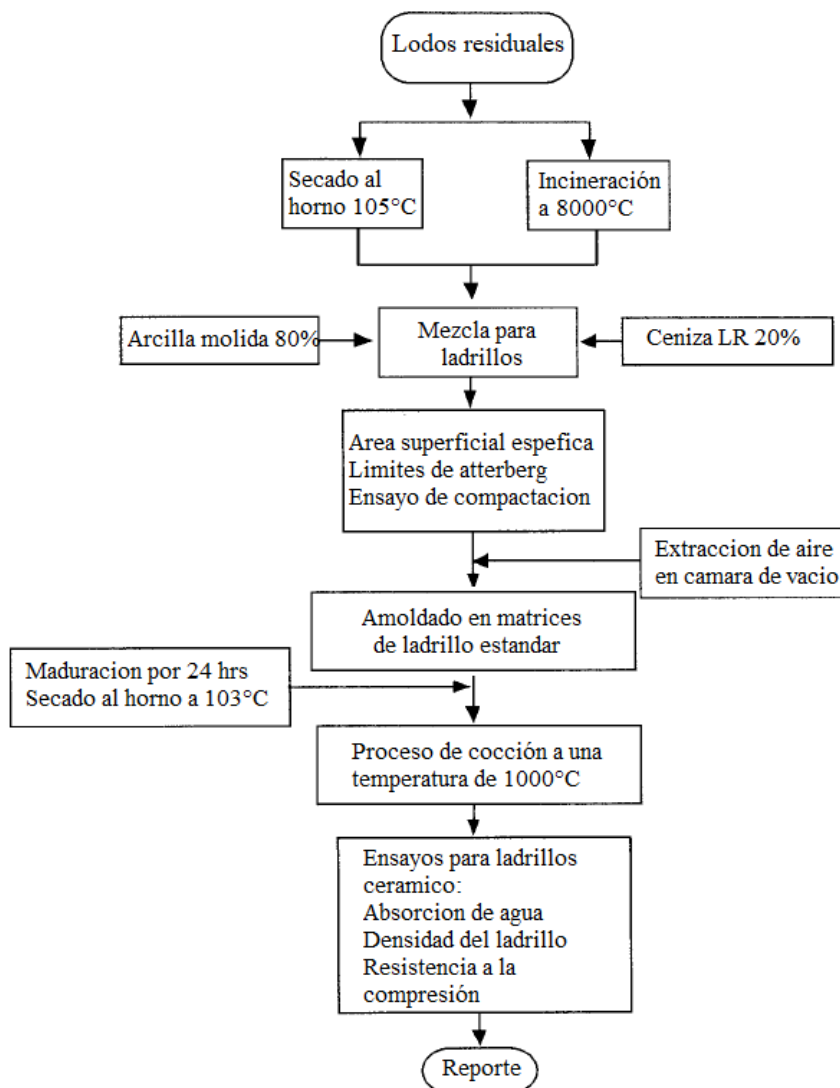 Lodos residuales
Secado al
horno 105°C
Incineración
a 8000°C
Arcilla molida 80%
Mezcla para
ladrillos
Ceniza LR 20%
Area superficial espefica
Limites de atterberg
Ensayo de compactacion
Extraccion de aire
en camara de vacio
Amoldado en matrices
de ladrillo estandar
Maduracion por 24 hrs
Secado al horno a 103°C
Proceso de cocción a una
temperatura de 1000°C
Ensayos para ladrillos
ceramico:
Absorcion de agua
Densidad del ladrillo
Resistencia a la
compresión
Reporte